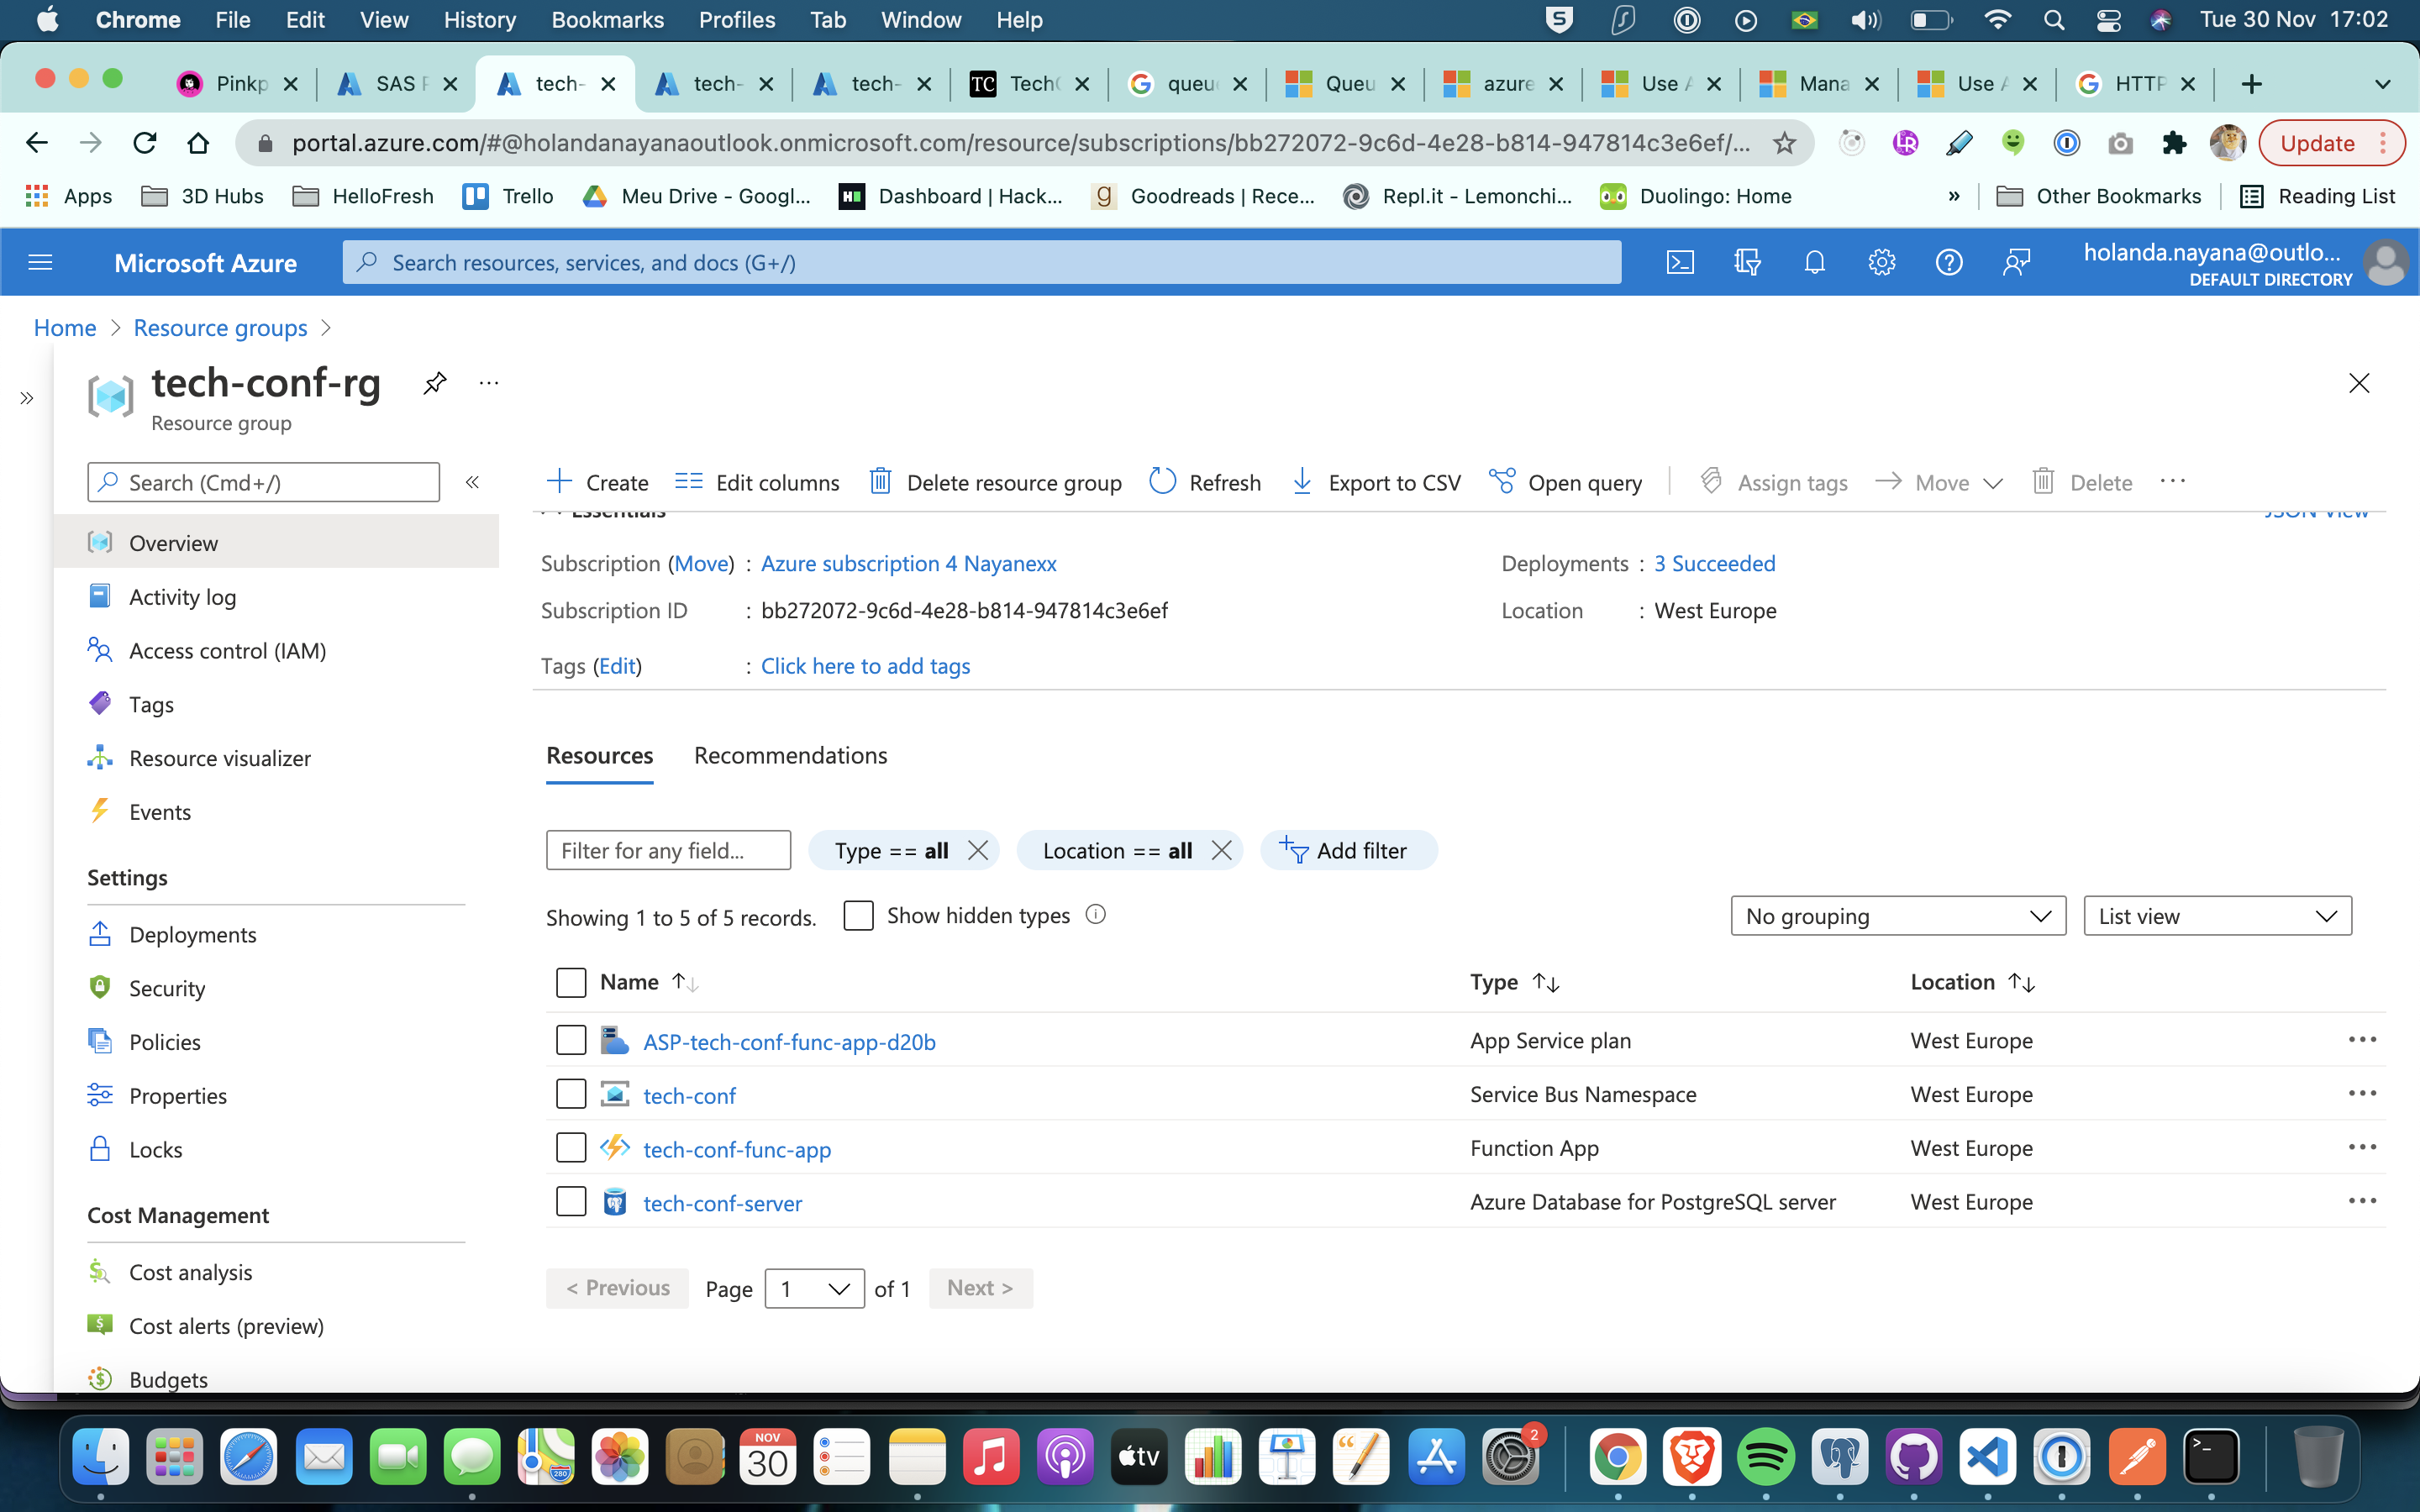 Chrome File Edit View History Bookmarks Profiles Tab Window Help Tue 30 Nov 17:02
Pinkp SAS P tech- tech- tech- TC TechC queue Queu azure Use A Mana Use A HTTP
portal.azure.com/#@holandanayanaoutlook.onmicrosoft.com/resource/subscriptions/bb272072-9c6d-4e28-b814-947814c3e6ef/... Update
Apps 3D Hubs HelloFresh Trello Meu Drive - Googl... Dashboard | Hack... Goodreads | Rece... Repl.it - Lemonchi... Duolingo: Home » Other Bookmarks Reading List
Microsoft Azure Search resources, services, and docs (G+/) holanda.nayana@outlo...
DEFAULT DIRECTORY
Home > Resource groups >
tech-conf-rg ...
Resource group
Search (Cmd+/) «
Create Edit columns Delete resource group Refresh Export to CSV Open query Assign tags Move Delete ...
Essentials JSON View
Subscription (Move) : Azure subscription 4 Nayanexx Deployments : 3 Succeeded
Subscription ID : bb272072-9c6d-4e28-b814-947814c3e6ef Location : West Europe
Tags (Edit) : Click here to add tags
Overview
Activity log
Access control (IAM)
Tags
Resource visualizer
Events
Settings
Deployments
Security
Policies
Properties
Locks
Cost Management
Cost analysis
Cost alerts (preview)
Budgets
Resources Recommendations
Filter for any field... Type == all Location == all Add filter
Showing 1 to 5 of 5 records. Show hidden types No grouping List view
Name Type Location
ASP-tech-conf-func-app-d20b App Service plan West Europe ...
tech-conf Service Bus Namespace West Europe ...
tech-conf-func-app Function App West Europe ...
tech-conf-server Azure Database for PostgreSQL server West Europe ...
< Previous Page 1 of 1 Next >
NOV
30
280
tv
2